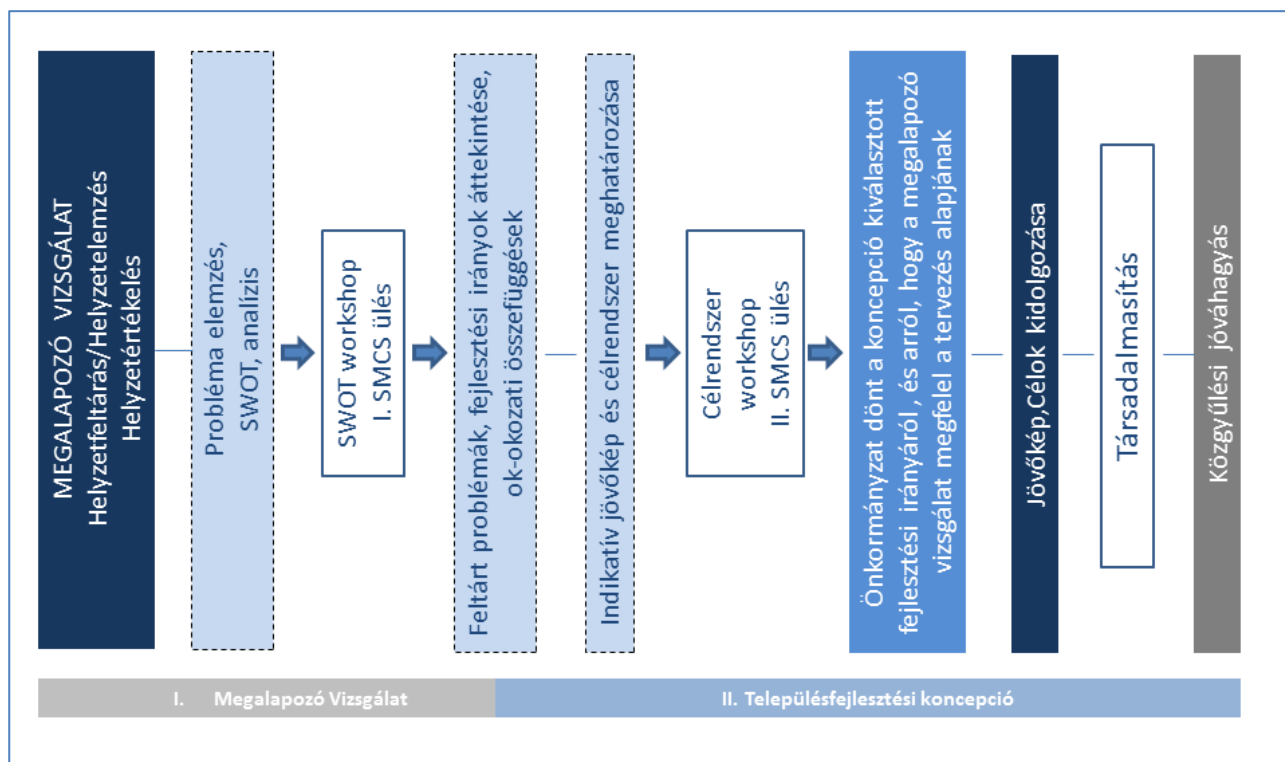 MEGALAPOZÓ VIZSGÁLAT
Helyzetfeltárás/Helyzetelemzés
Helyzetértékelés
Probléma elemzés,
SWOT, analízis
SWOT workshop
I. SMCS ülés
Feltárt problémák, fejlesztési irányok áttekintése,
ok-okozati összefüggések
Indikatív jövőkép és célrendszer meghatározása
Célrendszer
workshop
II. SMCS ülés
Önkormányzat dönt a koncepció kiválasztott
fejlesztési irányáról, és arról, hogy a megalapozó
vizsgálat megfelel a tervezés alapjának
Jövőkép,Célok kidolgozása
Társadalmasítás
Közgyűlési jóváhagyás
I. Megalapozó Vizsgálat
II. Településfejlesztési koncepció